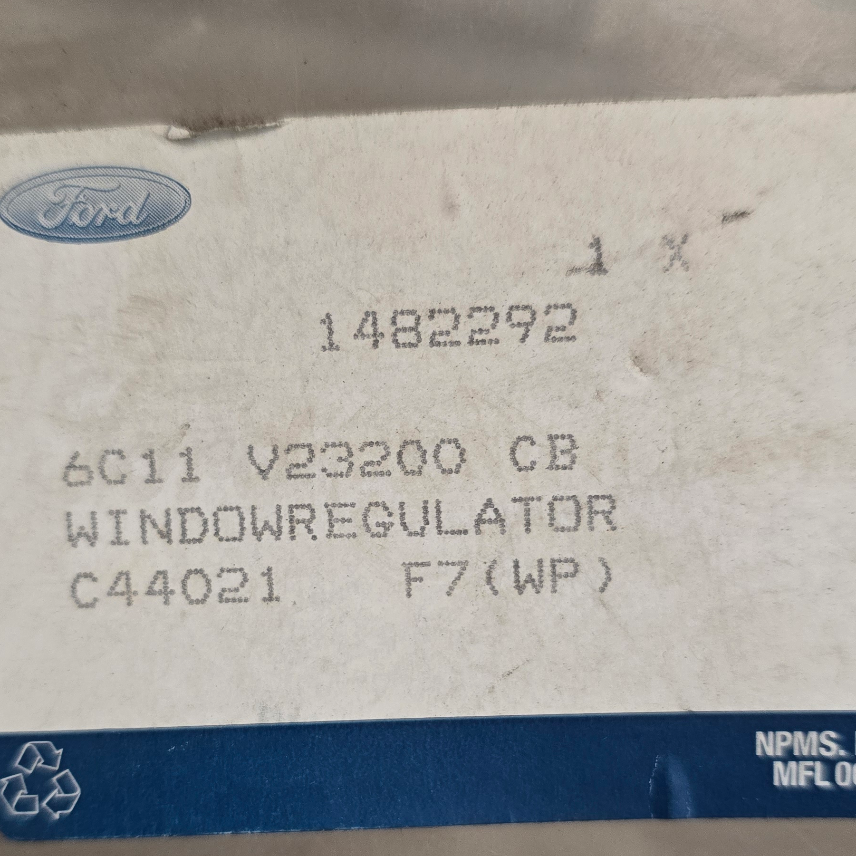 Ford
1 X
1482292
6C11 V23200 CB
WINDOWREGULATOR
C44021 F7(WP)
NPMS.
MFL